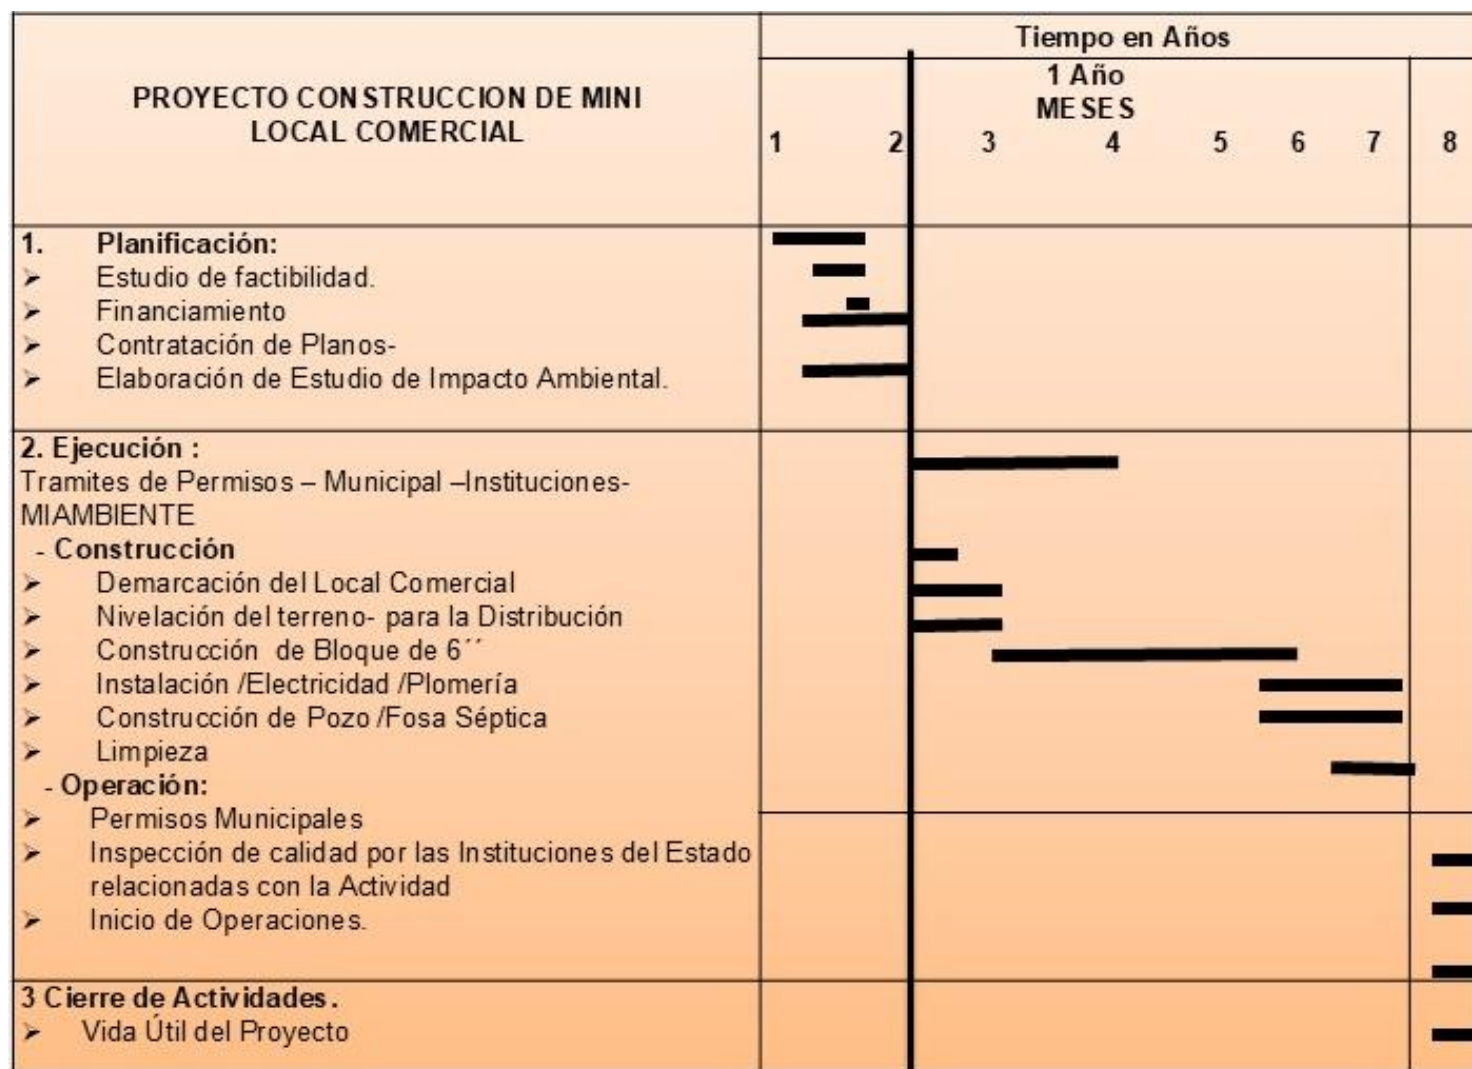 PROYECTO CONSTRUCCION DE MINI
LOCAL COMERCIAL
Tiempo en Años
1 Año
MESES
1 2 3 4 5 6 7 8
1. Planificación:
➢ Estudio de factibilidad.
➢ Financiamiento
➢ Contratación de Planos-
➢ Elaboración de Estudio de Impacto Ambiental.
2. Ejecución :
Tramites de Permisos – Municipal –Instituciones-
MIAMBIENTE
- Construcción
➢ Demarcación del Local Comercial
➢ Nivelación del terreno- para la Distribución
➢ Construcción de Bloque de 6´´
➢ Instalación /Electricidad /Plomería
➢ Construcción de Pozo /Fosa Séptica
➢ Limpieza
- Operación:
➢ Permisos Municipales
➢ Inspección de calidad por las Instituciones del Estado
relacionadas con la Actividad
➢ Inicio de Operaciones.
3 Cierre de Actividades.
➢ Vida Útil del Proyecto